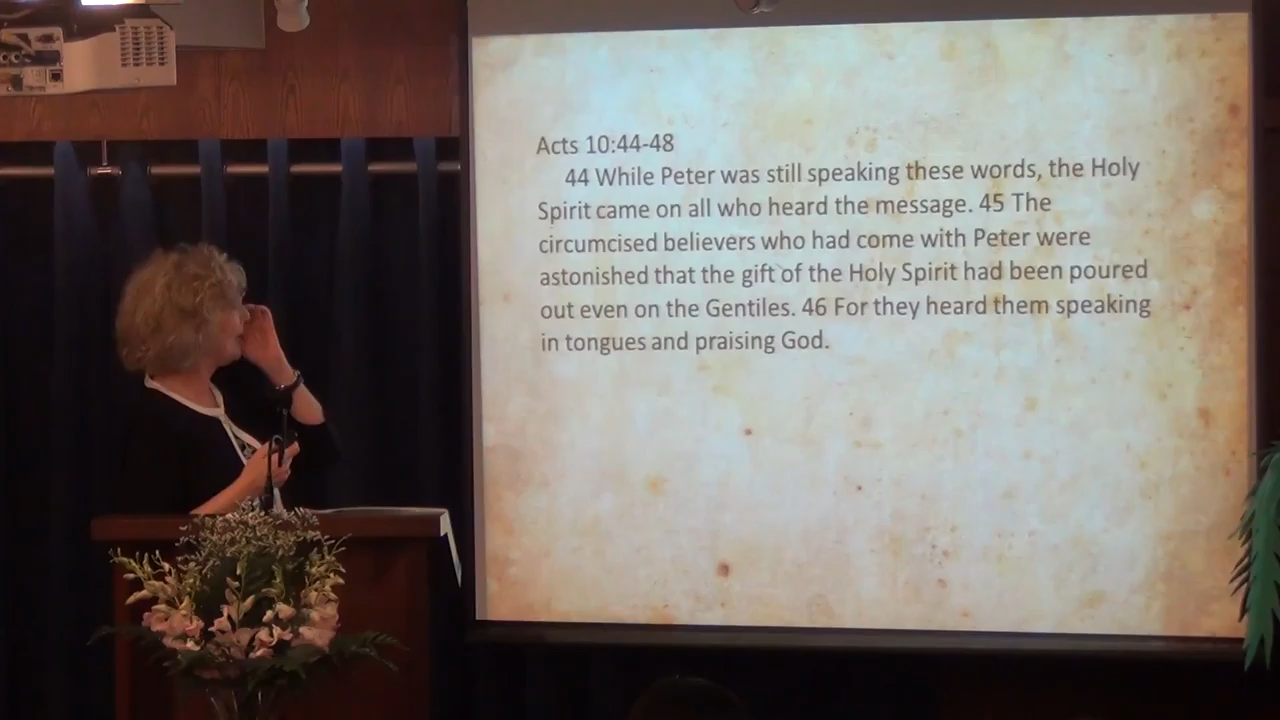 Acts 10:44-48
44 While Peter was still speaking these words, the Holy
Spirit came on all who heard the message. 45 The
circumcised believers who had come with Peter were
astonished that the gift of the Holy Spirit had been poured
out even on the Gentiles. 46 For they heard them speaking
in tongues and praising God.